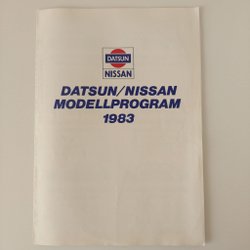 DATSUN
NISSAN
DATSUN/NISSAN
MODELLPROGRAM
1983